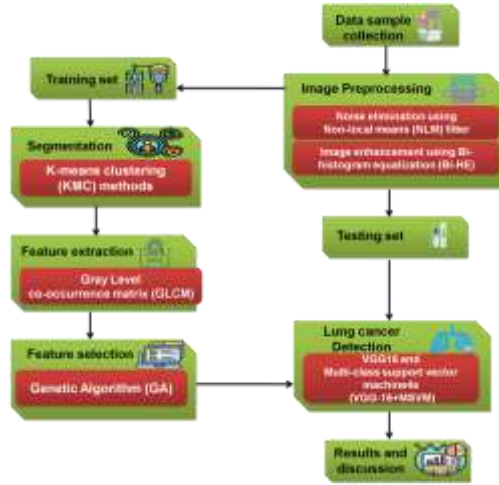 Data sample
collection
Training set
Image Preprocessing
Noise elimination using
Non-local means (NLM) filter
Image enhancement using Bi-
histogram equalization (Bi-HE)
Segmentation
K-means clustering
(KMC) methods
Testing set
Feature extraction
Gray Level
co-occurrence matrix (GLCM)
Feature selection
Genetic Algorithm (GA)
Lung cancer
Detection
VGG16 and
Multi-class support vector
(VGG-16+MSVM)
Results and
discussion